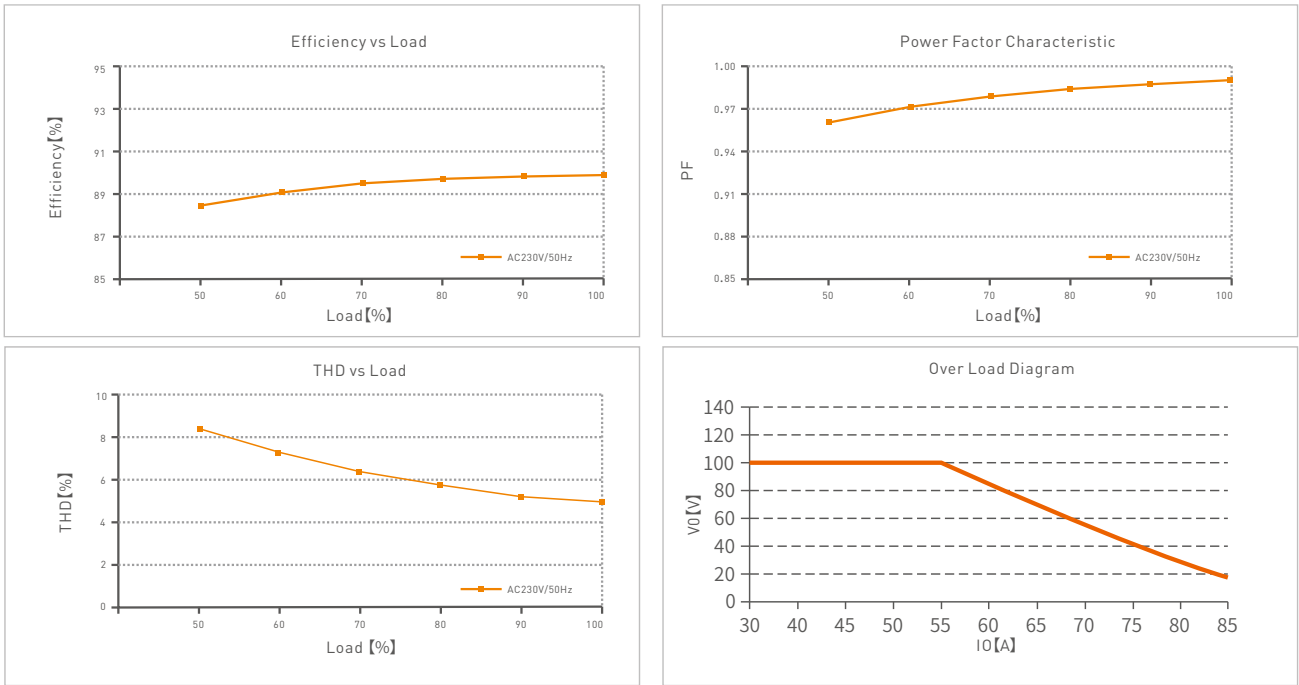 Efficiency vs Load
Efficiency【%】
95
93
91
89
87
85
AC230V/50Hz
50 60 70 80 90 100
Load【%】
Power Factor Characteristic
PF
1.00
0.97
0.94
0.91
0.88
0.85
AC230V/50Hz
50 60 70 80 90 100
Load【%】
THD vs Load
THD【%】
10
8
6
4
2
0
AC230V/50Hz
50 60 70 80 90 100
Load【%】
Over Load Diagram
V0【V】
140
120
100
80
60
40
20
0
30 40 45 50 55 60 65 70 75 80 85
IO【A】